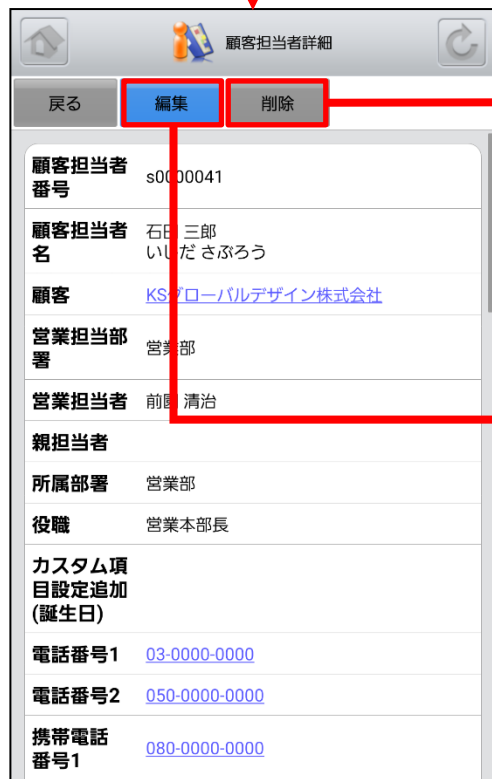 顧客担当者詳細
戻る 編集 削除
顧客担当者
番号 s0000041
顧客担当者
名 石田 三郎
いしだ さぶろう
顧客 KSグローバルデザイン株式会社
営業担当部
署 営業部
営業担当者 前園 清治
親担当者
所属部署 営業部
役職 営業本部長
カスタム項
目設定追加
(誕生日)
電話番号1 03-0000-0000
電話番号2 050-0000-0000
携帯電話
番号1 080-0000-0000